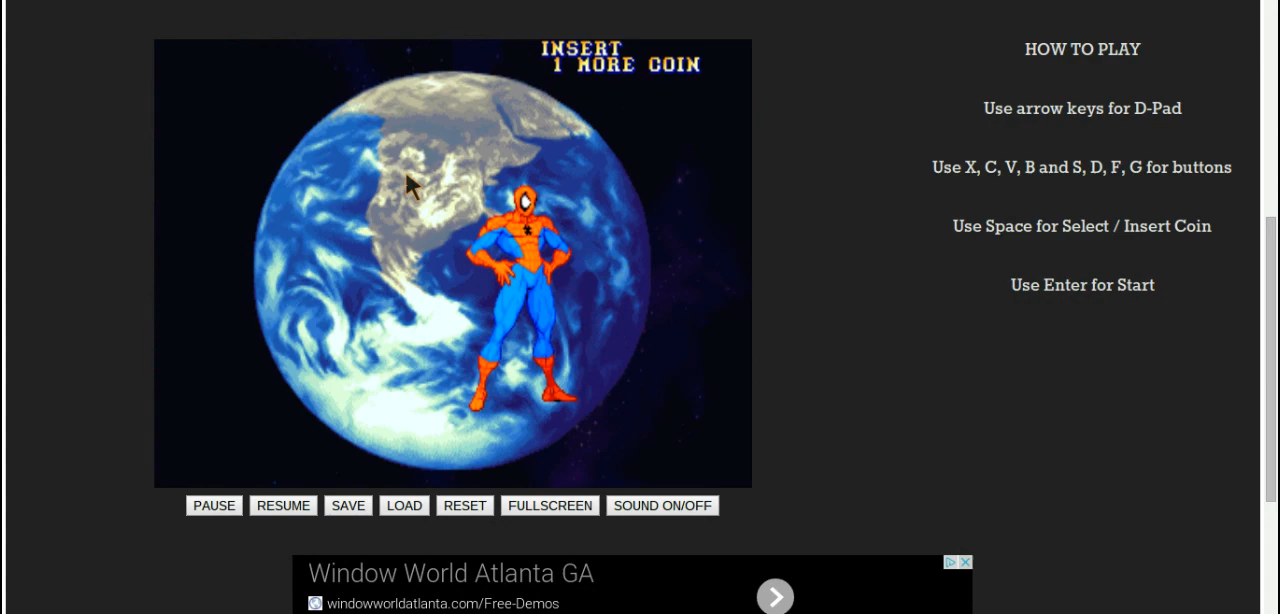 INSERT
1 MORE COIN
HOW TO PLAY
Use arrow keys for D-Pad
Use X, C, V, B and S, D, F, G for buttons
Use Space for Select / Insert Coin
Use Enter for Start
PAUSE RESUME SAVE LOAD RESET FULLSCREEN SOUND ON/OFF
Window World Atlanta GA
windowworldatlanta.com/Free-Demos